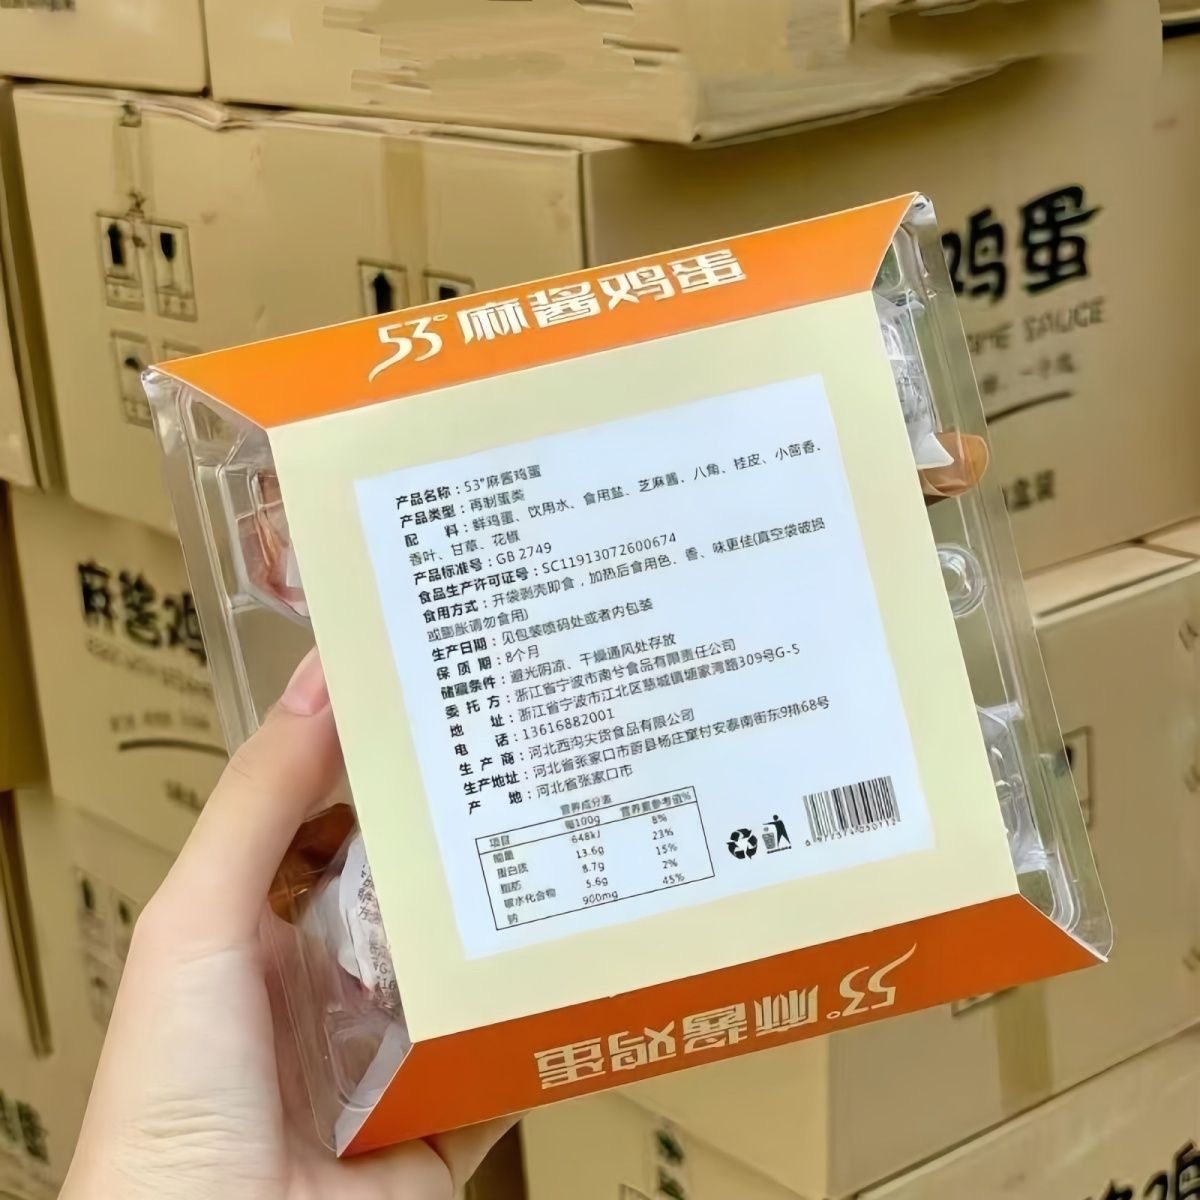 53°麻酱鸡蛋
产品名称：53°麻酱鸡蛋
产品类型：再制蛋类
配 料：鲜鸡蛋、饮用水、食用盐、芝麻酱、八角、桂皮、小茴香、
香叶、甘草、花椒
产品标准号：GB 2749
食品生产许可证号：SC11913072600674
食用方式：开袋剥壳即食，加热后食用色、香、味更佳(真空袋破损
或膨胀请勿食用)
生产日期：见包装喷码处或者内包装
保 质 期：8个月
储藏条件：避光阴凉、干燥通风处存放
委 托 方：浙江省宁波市南兮食品有限责任公司
地 址：浙江省宁波市江北区慈城镇塘家湾路309号G-5
电 话：13616882001
生 产 商：河北西沟尖货食品有限公司
生产地址：河北省张家口市蔚县杨庄窠村安泰南街东9排68号
产 地：河北省张家口市
营养成分表
项目 每100g 营养素参考值%
能量 648kJ 8%
蛋白质 13.6g 23%
脂肪 8.7g 15%
碳水化合物 5.6g 2%
钠 900mg 45%
53°麻酱鸡蛋
鸡蛋
SAUCE
盒装
麻酱鸡